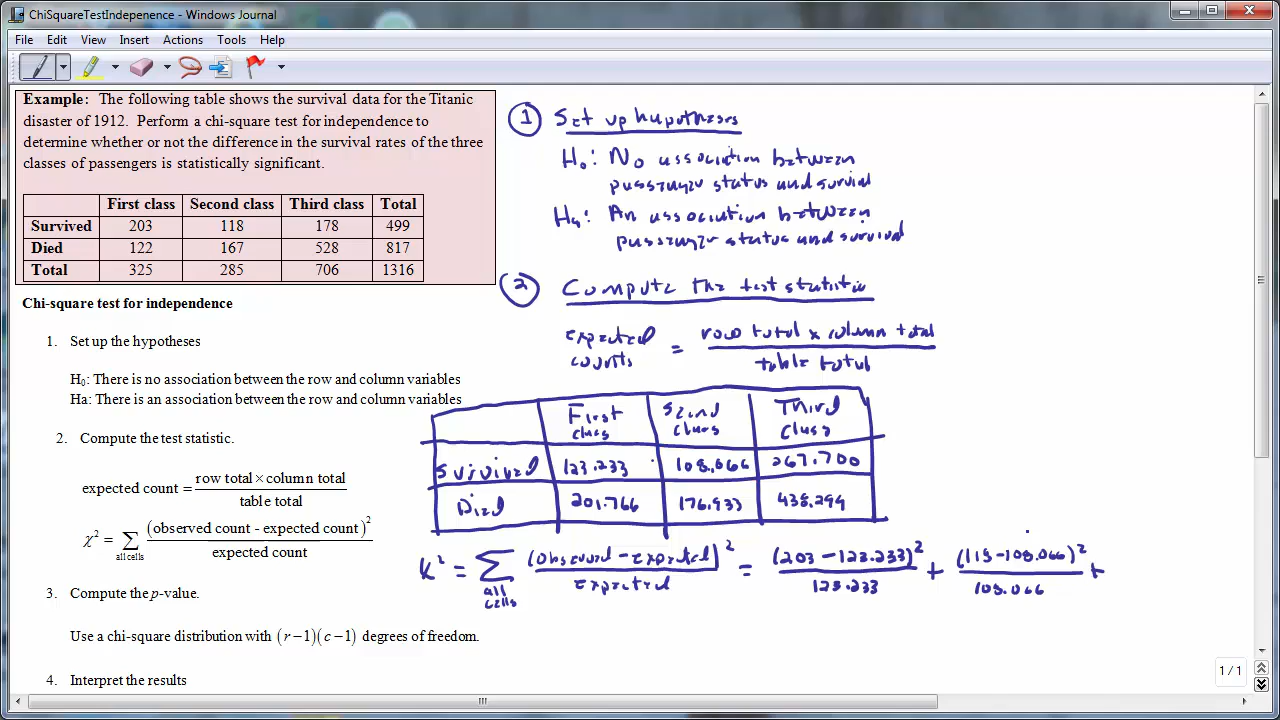 ChiSquareTestIndepenence - Windows Journal
File Edit View Insert Actions Tools Help
Example: The following table shows the survival data for the Titanic
disaster of 1912. Perform a chi-square test for independence to
determine whether or not the difference in the survival rates of the three
classes of passengers is statistically significant.
First class Second class Third class Total
Survived 203 118 178 499
Died 122 167 528 817
Total 325 285 706 1316
Chi-square test for independence
1. Set up the hypotheses
H0: There is no association between the row and column variables
Ha: There is an association between the row and column variables
2. Compute the test statistic.
expected count = row total × column total / table total
χ² = ∑ all cells (observed count - expected count)² / expected count
3. Compute the p-value.
Use a chi-square distribution with (r−1)(c−1) degrees of freedom.
4. Interpret the results
1 Set up hypotheses
H₀: No association between
passenger status and survival
Ha: An association between
passenger status and survival
2 Compute the test statistic
expected counts = row total x column total / table total
First class Second class Third class
Survived 123.233 108.066 267.700
Died 201.766 176.933 438.299
X² = ∑ all cells (observed - expected)² / expected = (203 - 123.233)² / 123.233 + (118 - 108.066)² / 108.066 +
1 / 1